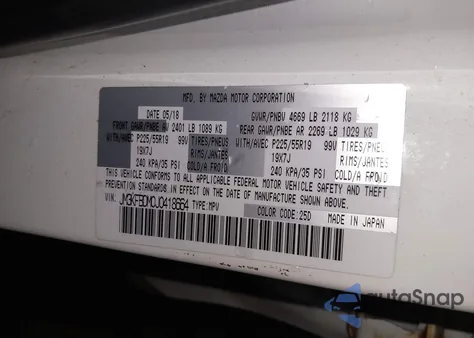 MFD. BY MAZDA MOTOR CORPORATION
DATE 05/18 GVWR/PNBV 4669 LB 2118 KG
FRONT GAWR/PNBE AV 2401 LB 1089 KG REAR GAWR/PNBE AR 2269 LB 1029 KG
WITH/AVEC P225/55R19 99V TIRES/PNEUS WITH/AVEC P225/55R19 99V TIRES/PNEUS
19X7J RIMS/JANTES 19X7J
240 KPA/35 PSI COLD/A FROID 240 KPA/35 PSI COLD/A FROID
THIS VEHICLE CONFORMS TO ALL APPLICABLE FEDERAL MOTOR VEHICLE SAFETY AND THEFT
PREVENTION STANDARDS IN EFFECT ON THE DATE OF MANUFACTURE SHOWN ABOVE.
VIN: JM3KFBDM0J0418664 TYPE: MPV COLOR CODE: 25D MADE IN JAPAN
autoSnap